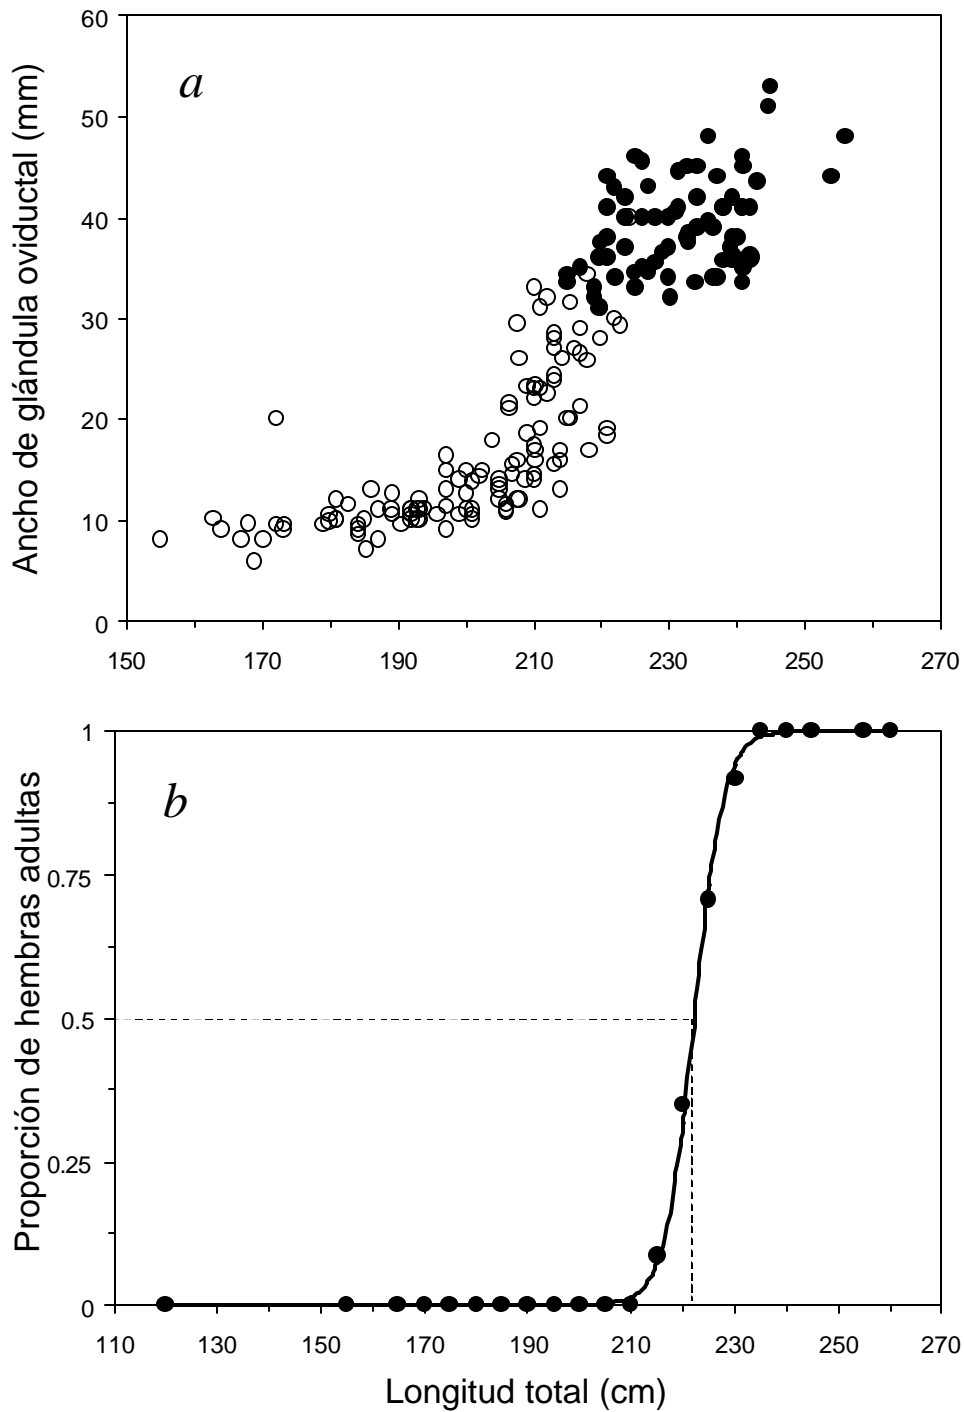 a
Ancho de glándula oviductal (mm)
60
50
40
30
20
10
0
150 170 190 210 230 250 270
b
Proporción de hembras adultas
1
0.75
0.5
0.25
0
110 130 150 170 190 210 230 250 270
Longitud total (cm)